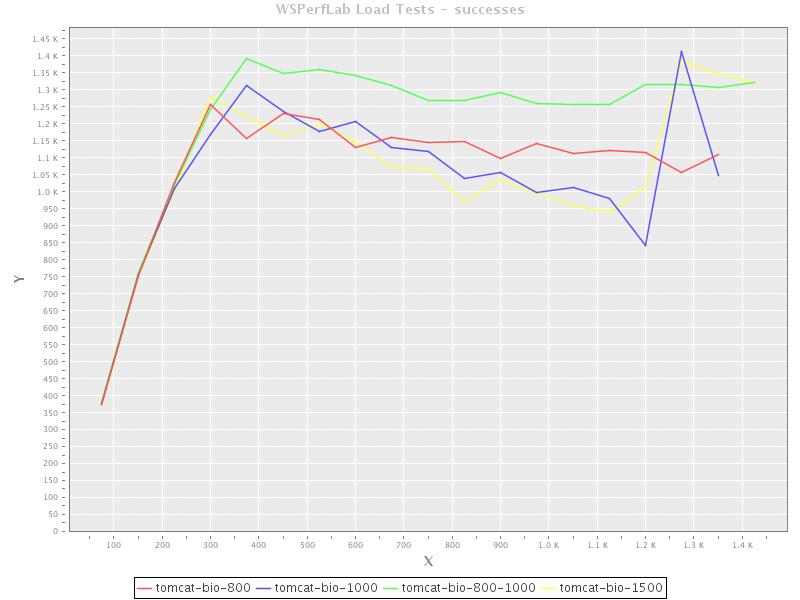 WSPerfLab Load Tests - successes
1.45 K
1.4 K
1.35 K
1.3 K
1.25 K
1.2 K
1.15 K
1.1 K
1.05 K
1.0 K
950
900
850
800
750
700
650
600
550
500
450
400
350
300
250
200
150
100
50
0
Y
100 200 300 400 500 600 700 800 900 1.0 K 1.1 K 1.2 K 1.3 K 1.4 K
X
tomcat-bio-800 tomcat-bio-1000 tomcat-bio-800-1000 tomcat-bio-1500